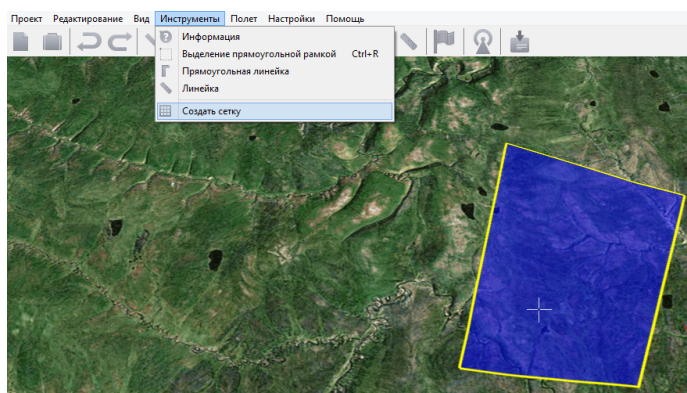 Проект Редактирование Вид Инструменты Полет Настройки Помощь
Информация
Выделение прямоугольной рамкой Ctrl+R
Прямоугольная линейка
Линейка
Создать сетку